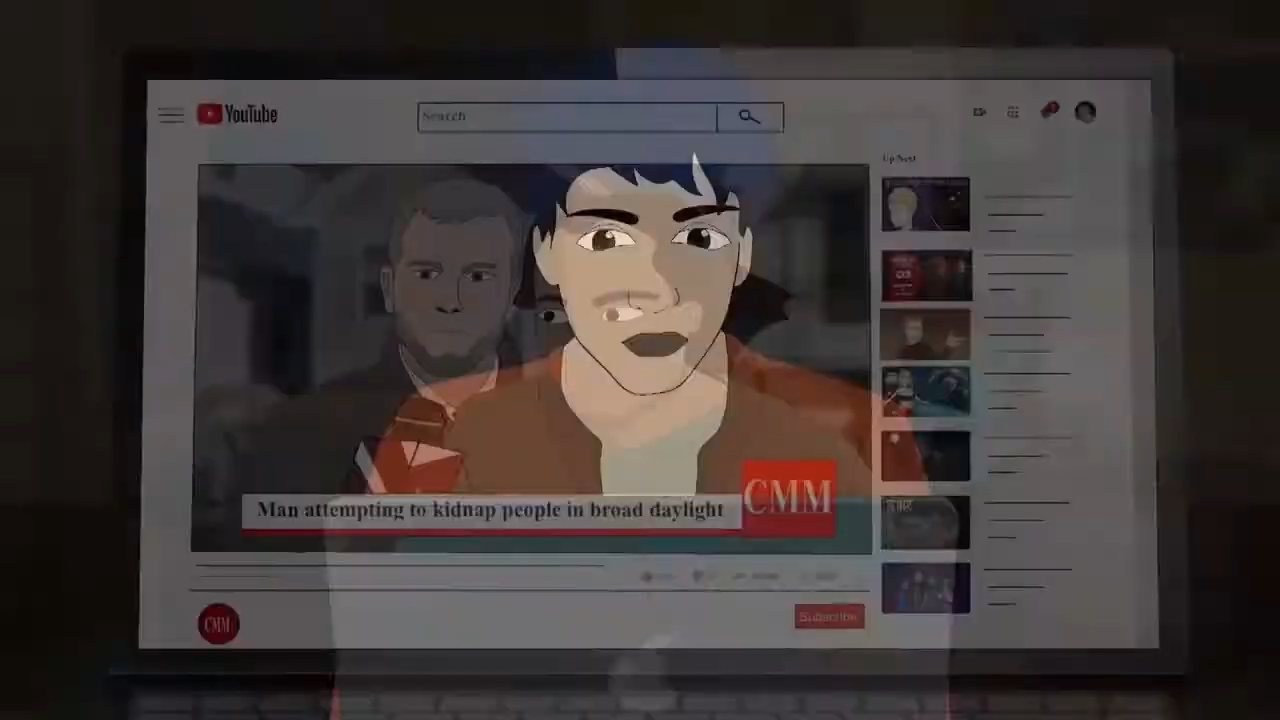 YouTube
Search
Up Next
Man attempting to kidnap people in broad daylight
CMM
CMM
Subscribe